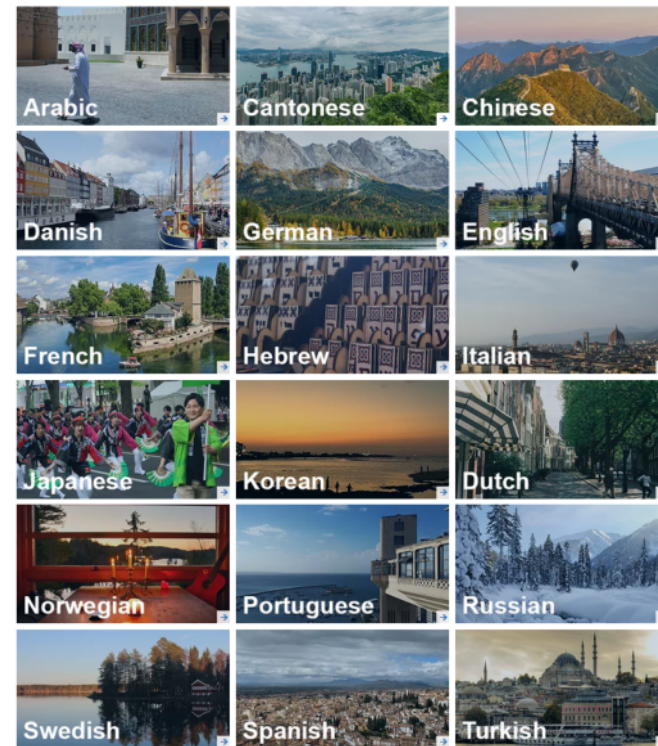 Arabic
Cantonese
Chinese
Danish
German
English
French
Hebrew
Italian
Japanese
Korean
Dutch
Norwegian
Portuguese
Russian
Swedish
Spanish
Turkish